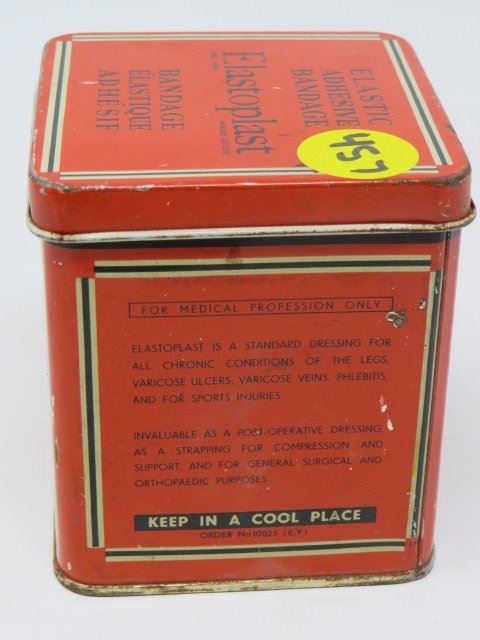 ELASTIC
ADHESIVE
BANDAGE
Elastoplast
BANDAGE
ÉLASTIQUE
ADHÉSIF
459
FOR MEDICAL PROFESSION ONLY
ELASTOPLAST IS A STANDARD DRESSING FOR
ALL CHRONIC CONDITIONS OF THE LEGS,
VARICOSE ULCERS, VARICOSE VEINS, PHLEBITIS,
AND FOR SPORTS INJURIES.
INVALUABLE AS A POST-OPERATIVE DRESSING,
AS A STRAPPING FOR COMPRESSION AND
SUPPORT, AND FOR GENERAL SURGICAL AND
ORTHOPAEDIC PURPOSES
KEEP IN A COOL PLACE
ORDER No.10025 (E/F)